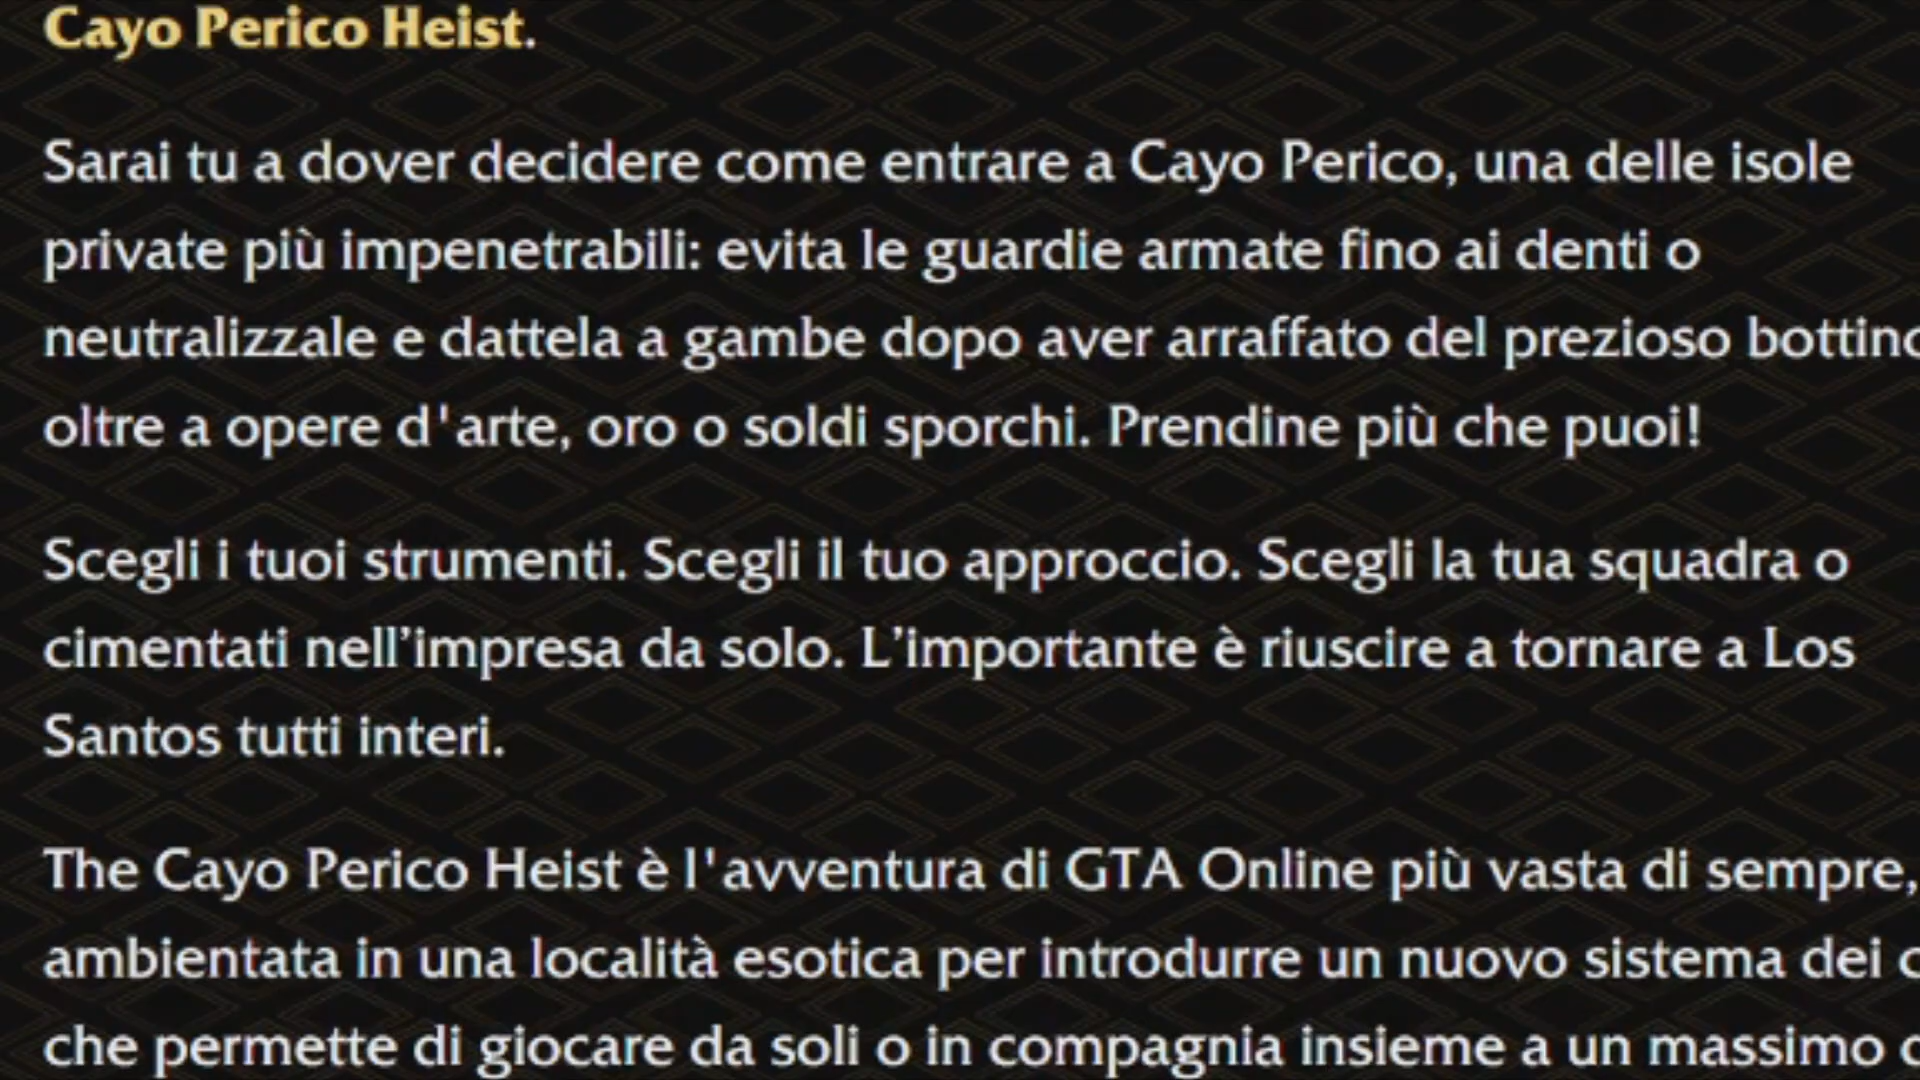 Cayo Perico Heist.
Sarai tu a dover decidere come entrare a Cayo Perico, una delle isole
private più impenetrabili: evita le guardie armate fino ai denti o
neutralizzale e dattela a gambe dopo aver arraffato del prezioso bottino
oltre a opere d'arte, oro o soldi sporchi. Prendine più che puoi!
Scegli i tuoi strumenti. Scegli il tuo approccio. Scegli la tua squadra o
cimentati nell’impresa da solo. L’importante è riuscire a tornare a Los
Santos tutti interi.
The Cayo Perico Heist è l'avventura di GTA Online più vasta di sempre,
ambientata in una località esotica per introdurre un nuovo sistema dei
che permette di giocare da soli o in compagnia insieme a un massimo